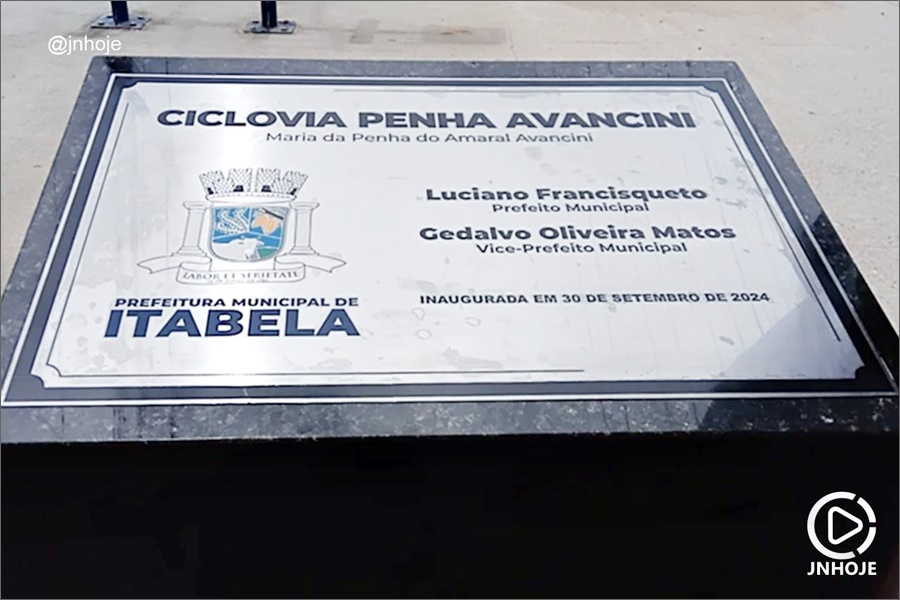 @jnhoje
CICLOVIA PENHA AVANCINI
Maria da Penha do Amaral Avancini
Luciano Francisqueto
Prefeito Municipal
Gedalvo Oliveira Matos
Vice-Prefeito Municipal
LABOR ET SERIETATE
PREFEITURA MUNICIPAL DE
ITABELA
INAUGURADA EM 30 DE SETEMBRO DE 2024
JNHOJE